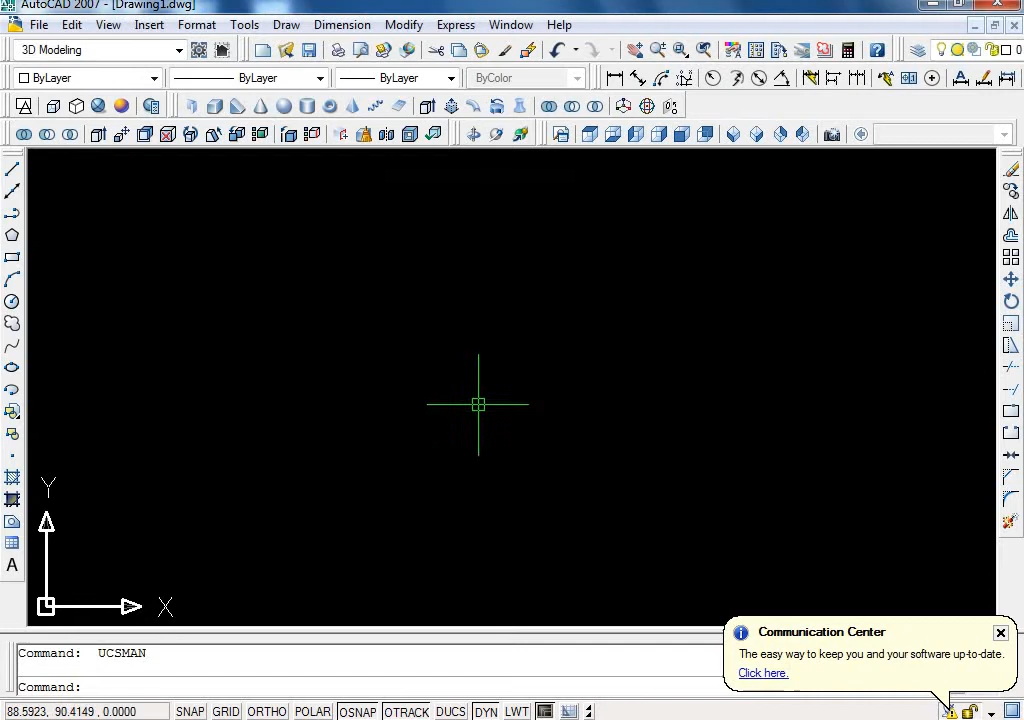 AutoCAD 2007 - [Drawing1.dwg]
File Edit View Insert Format Tools Draw Dimension Modify Express Window Help
3D Modeling 0
ByLayer ByLayer ByLayer ByColor
Y
X
Communication Center
The easy way to keep you and your software up-to-date.
Click here.
Command: UCSMAN
Command:
88.5923, 90.4149, 0.0000 SNAP GRID ORTHO POLAR OSNAP OTRACK DUCS DYN LWT